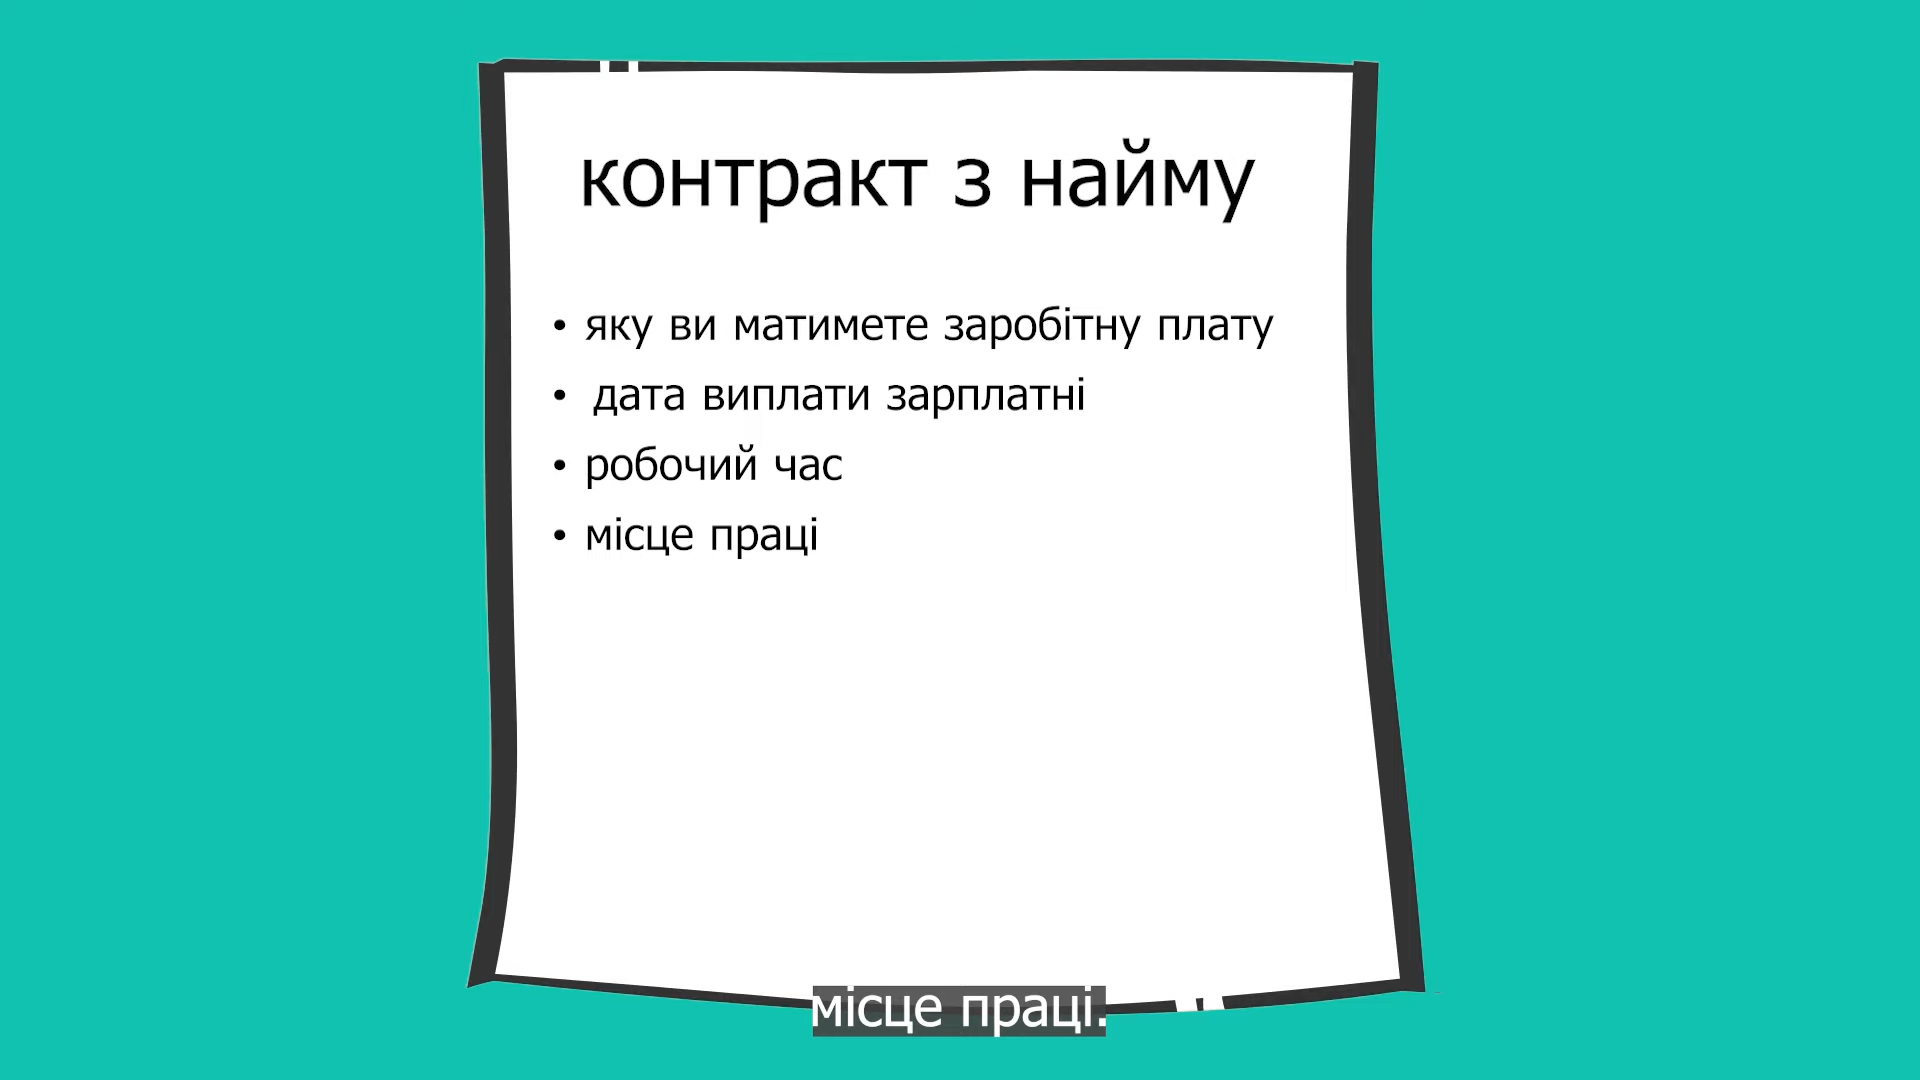 контракт з найму
• яку ви матимете заробітну плату
• дата виплати зарплатні
• робочий час
• місце праці
місце праці.